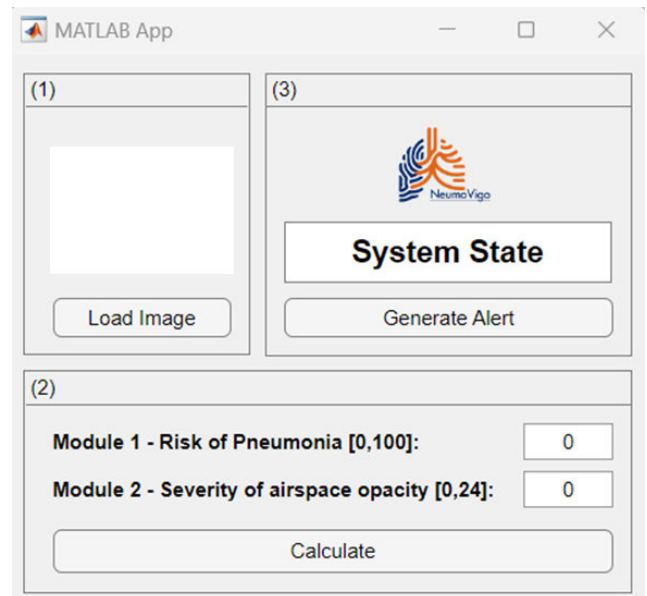 MATLAB App
(1)
Load Image
(3)
NeumoVigo
System State
Generate Alert
(2)
Module 1 - Risk of Pneumonia [0,100]: 0
Module 2 - Severity of airspace opacity [0,24]: 0
Calculate